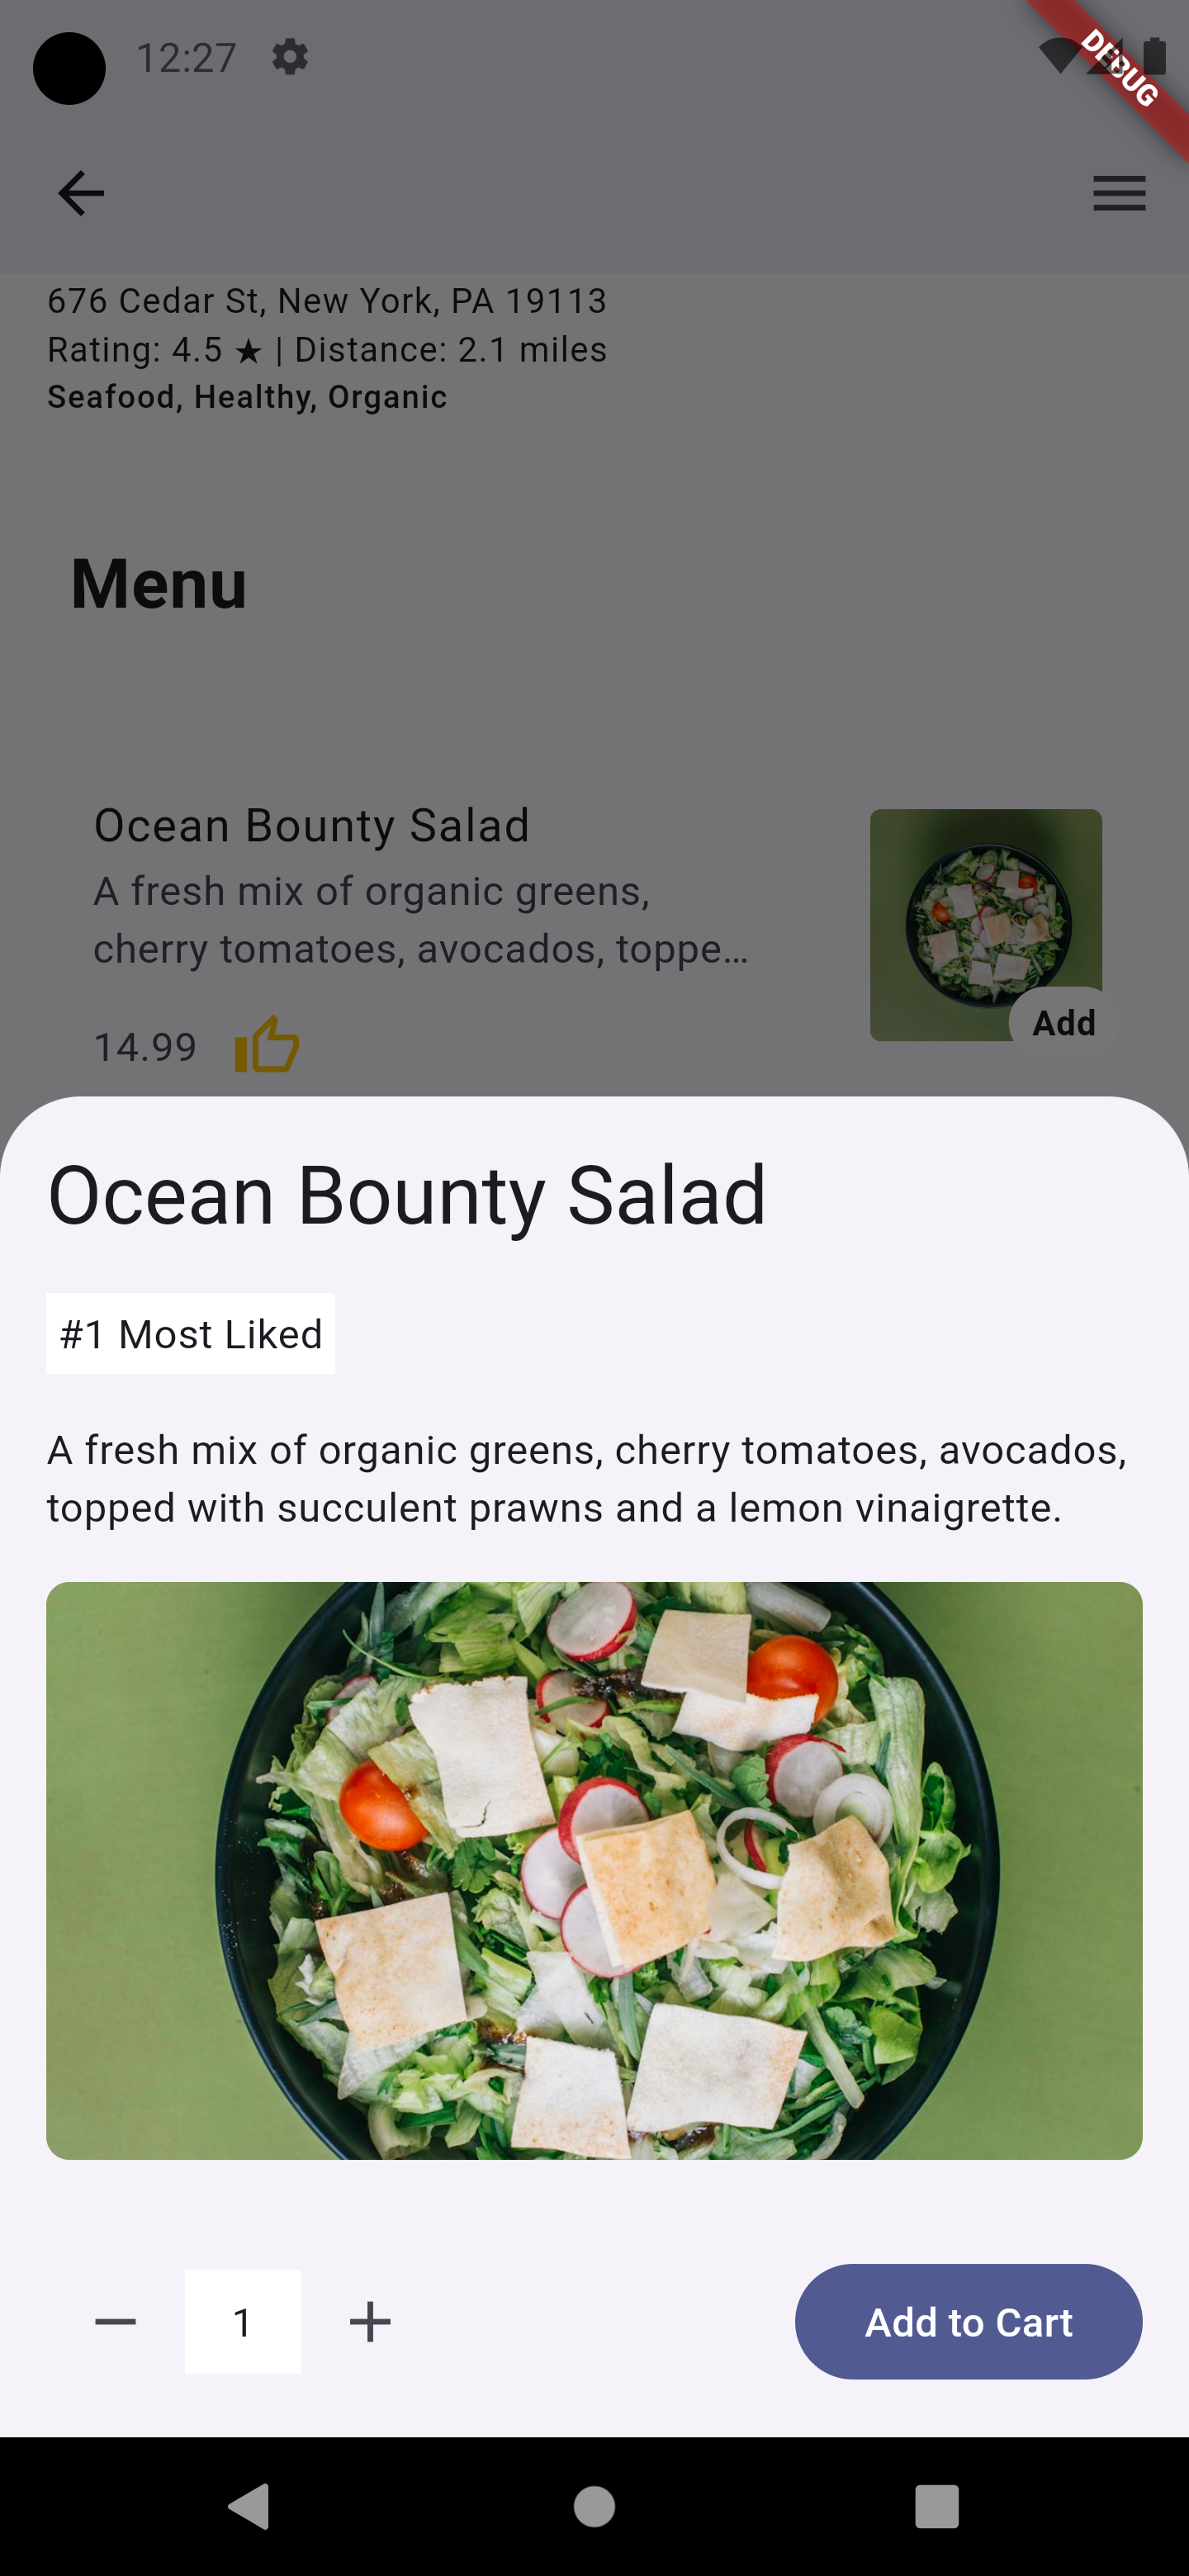 12:27
DEBUG
676 Cedar St, New York, PA 19113
Rating: 4.5 ★ | Distance: 2.1 miles
Seafood, Healthy, Organic
Menu
Ocean Bounty Salad
A fresh mix of organic greens,
cherry tomatoes, avocados, toppe…
14.99
Add
Ocean Bounty Salad
#1 Most Liked
A fresh mix of organic greens, cherry tomatoes, avocados,
topped with succulent prawns and a lemon vinaigrette.
1
Add to Cart